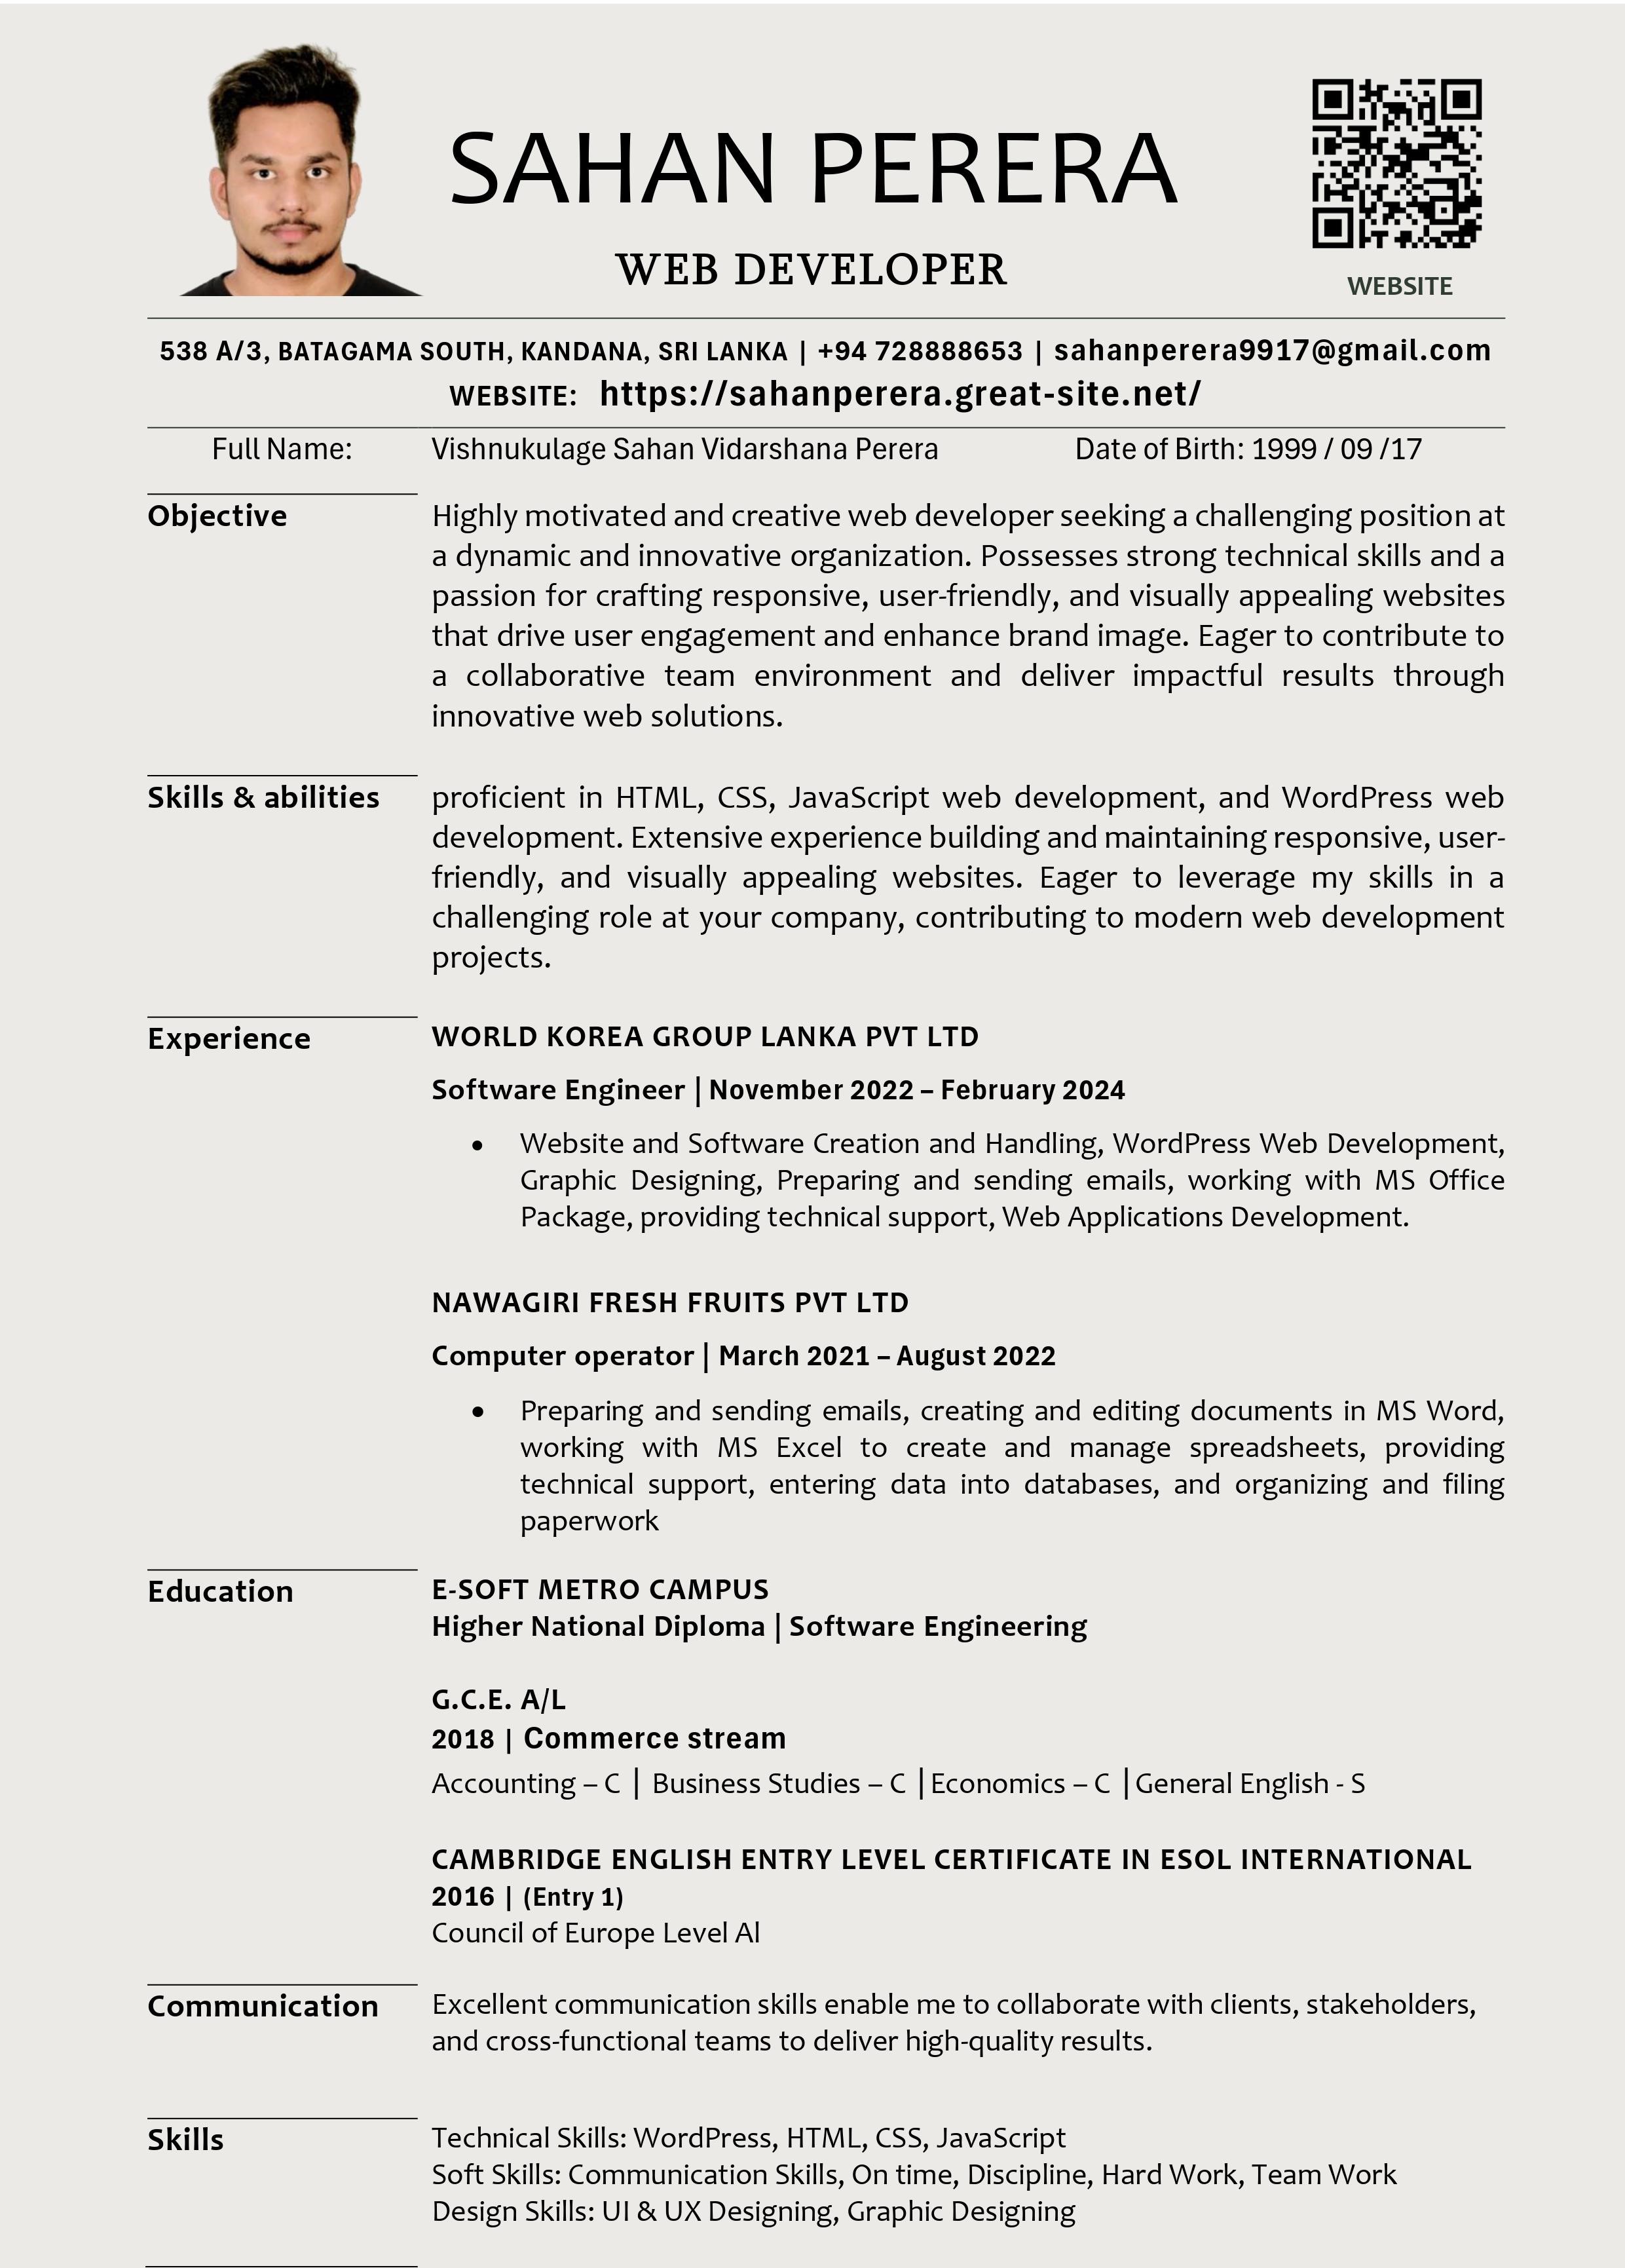 SAHAN PERERA
WEB DEVELOPER
WEBSITE
538 A/3, BATAGAMA SOUTH, KANDANA, SRI LANKA | +94 728888653 | sahanperera9917@gmail.com
WEBSITE: https://sahanperera.great-site.net/
Full Name: Vishnukulage Sahan Vidarshana Perera Date of Birth: 1999 / 09 /17
Objective
Highly motivated and creative web developer seeking a challenging position at
a dynamic and innovative organization. Possesses strong technical skills and a
passion for crafting responsive, user-friendly, and visually appealing websites
that drive user engagement and enhance brand image. Eager to contribute to
a collaborative team environment and deliver impactful results through
innovative web solutions.
Skills & abilities
proficient in HTML, CSS, JavaScript web development, and WordPress web
development. Extensive experience building and maintaining responsive, user-
friendly, and visually appealing websites. Eager to leverage my skills in a
challenging role at your company, contributing to modern web development
projects.
Experience
WORLD KOREA GROUP LANKA PVT LTD
Software Engineer | November 2022 – February 2024
• Website and Software Creation and Handling, WordPress Web Development,
Graphic Designing, Preparing and sending emails, working with MS Office
Package, providing technical support, Web Applications Development.
NAWAGIRI FRESH FRUITS PVT LTD
Computer operator | March 2021 – August 2022
• Preparing and sending emails, creating and editing documents in MS Word,
working with MS Excel to create and manage spreadsheets, providing
technical support, entering data into databases, and organizing and filing
paperwork
Education
E-SOFT METRO CAMPUS
Higher National Diploma | Software Engineering
G.C.E. A/L
2018 | Commerce stream
Accounting – C | Business Studies – C | Economics – C | General English - S
CAMBRIDGE ENGLISH ENTRY LEVEL CERTIFICATE IN ESOL INTERNATIONAL
2016 | (Entry 1)
Council of Europe Level Al
Communication
Excellent communication skills enable me to collaborate with clients, stakeholders,
and cross-functional teams to deliver high-quality results.
Skills
Technical Skills: WordPress, HTML, CSS, JavaScript
Soft Skills: Communication Skills, On time, Discipline, Hard Work, Team Work
Design Skills: UI & UX Designing, Graphic Designing